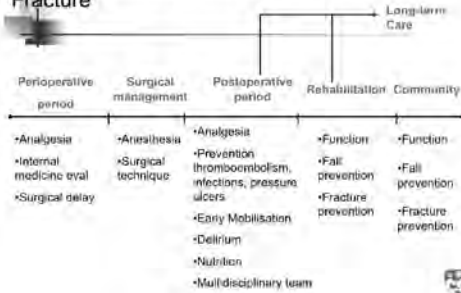 Fracture
Long-term
Care
Perioperative
period
Surgical
management
Postoperative
period
Rehabilitation
Community
•Analgesia
•Internal
medicine eval
•Surgical delay
•Anesthesia
•Surgical
technique
•Analgesia
•Prevention
thromboembolism,
infections, pressure
ulcers
•Early Mobilisation
•Delirium
•Nutrition
•Multidisciplinary team
•Function
•Fall
prevention
•Fracture
prevention
•Function
•Fall
prevention
•Fracture
prevention